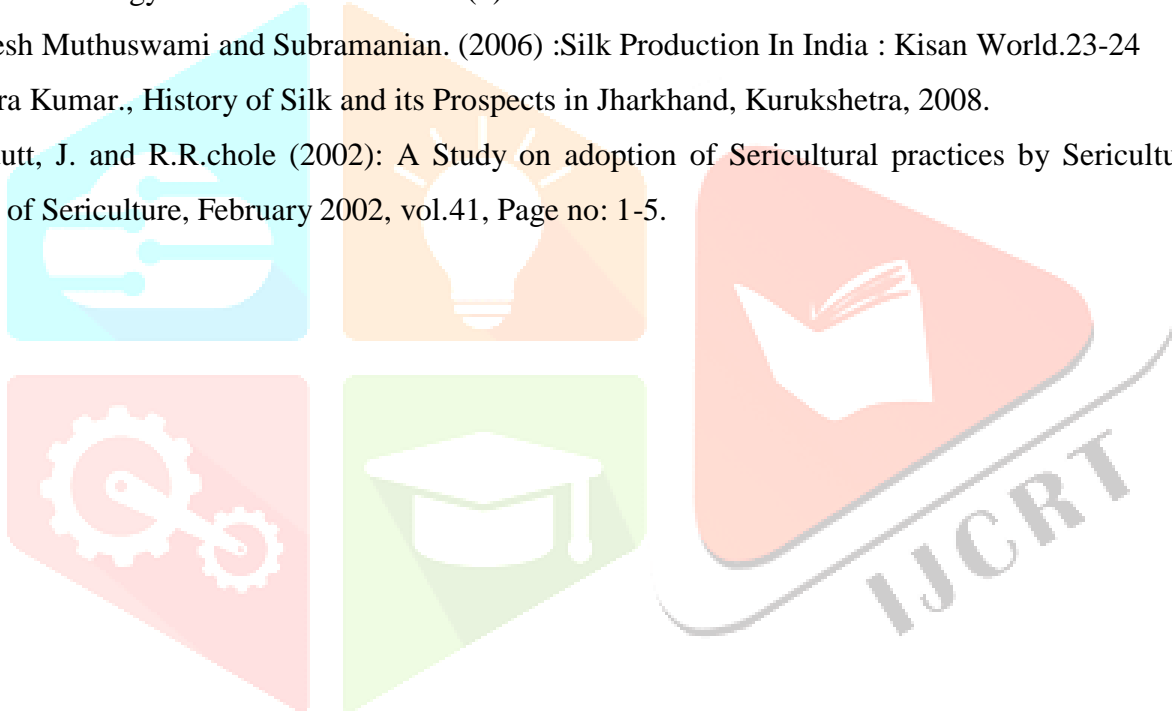 esh Muthuswami and Subramanian. (2006) :Silk Production In India : Kisan World.23-24
ra Kumar., History of Silk and its Prospects in Jharkhand, Kurukshetra, 2008.
utt, J. and R.R.chole (2002): A Study on adoption of Sericultural practices by Sericultu
of Sericulture, February 2002, vol.41, Page no: 1-5.
IJCRT